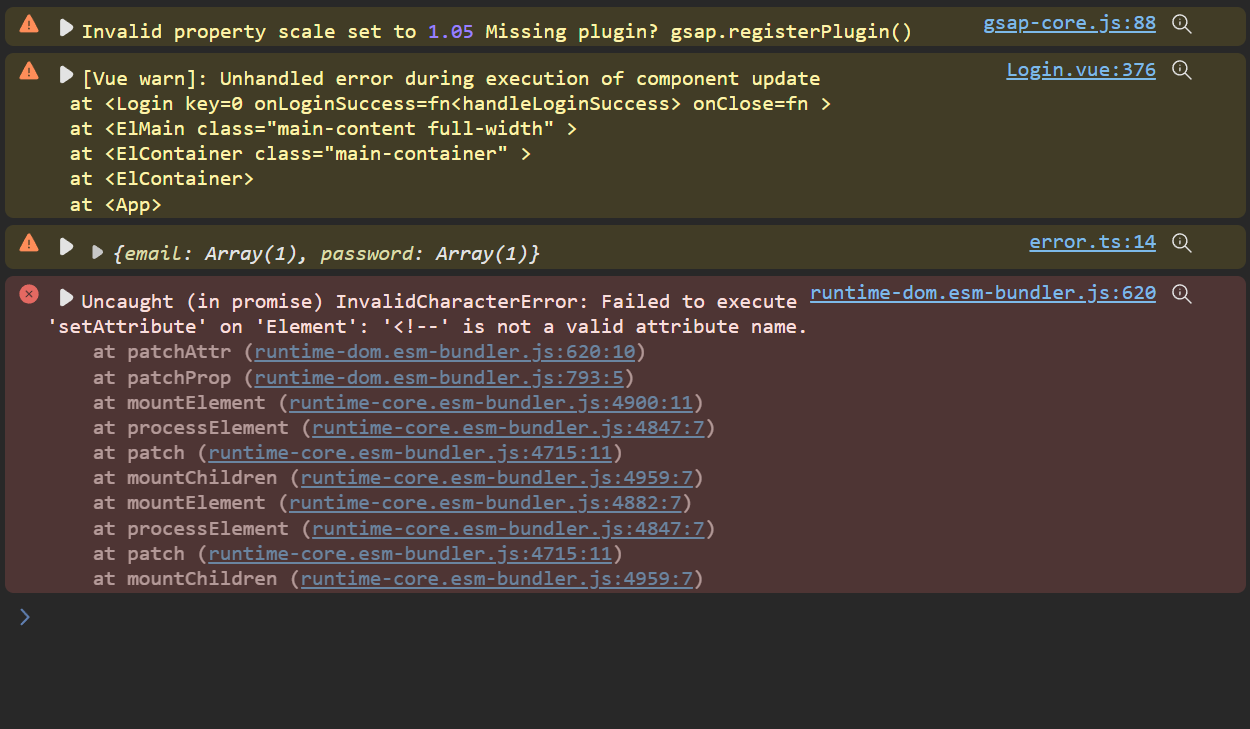 Invalid property scale set to 1.05 Missing plugin? gsap.registerPlugin() gsap-core.js:88
[Vue warn]: Unhandled error during execution of component update Login.vue:376
at <Login key=0 onLoginSuccess=fn<handleLoginSuccess> onClose=fn >
at <ElMain class="main-content full-width" >
at <ElContainer class="main-container" >
at <ElContainer>
at <App>
{email: Array(1), password: Array(1)} error.ts:14
Uncaught (in promise) InvalidCharacterError: Failed to execute runtime-dom.esm-bundler.js:620
'setAttribute' on 'Element': '<!--' is not a valid attribute name.
at patchAttr (runtime-dom.esm-bundler.js:620:10)
at patchProp (runtime-dom.esm-bundler.js:793:5)
at mountElement (runtime-core.esm-bundler.js:4900:11)
at processElement (runtime-core.esm-bundler.js:4847:7)
at patch (runtime-core.esm-bundler.js:4715:11)
at mountChildren (runtime-core.esm-bundler.js:4959:7)
at mountElement (runtime-core.esm-bundler.js:4882:7)
at processElement (runtime-core.esm-bundler.js:4847:7)
at patch (runtime-core.esm-bundler.js:4715:11)
at mountChildren (runtime-core.esm-bundler.js:4959:7)